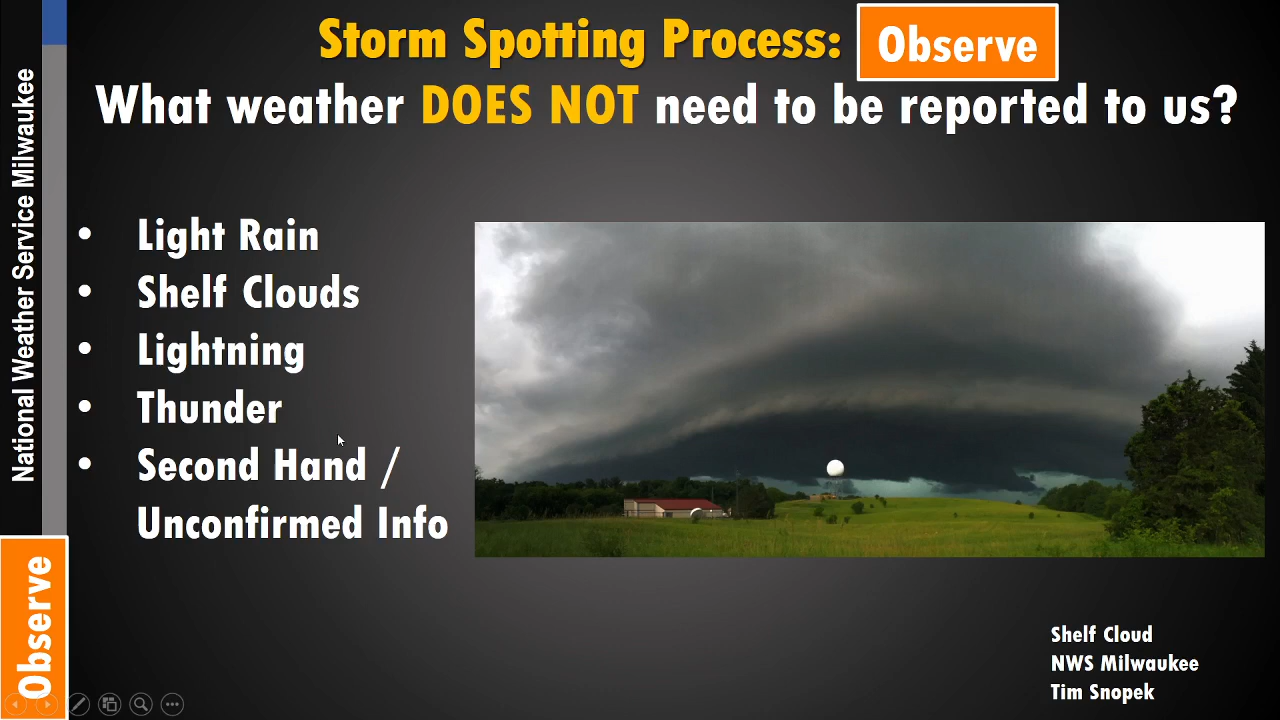 Storm Spotting Process: Observe
What weather DOES NOT need to be reported to us?
National Weather Service Milwaukee
• Light Rain
• Shelf Clouds
• Lightning
• Thunder
• Second Hand /
Unconfirmed Info
Observe
Shelf Cloud
NWS Milwaukee
Tim Snopek